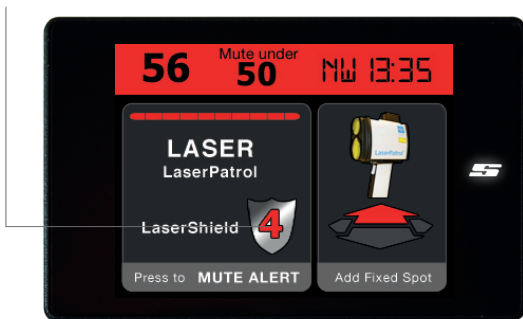 56
Mute under
50
NW 13:35
LASER
LaserPatrol
LaserShield
4
Press to MUTE ALERT
LaserPatrol
Add Fixed Spot